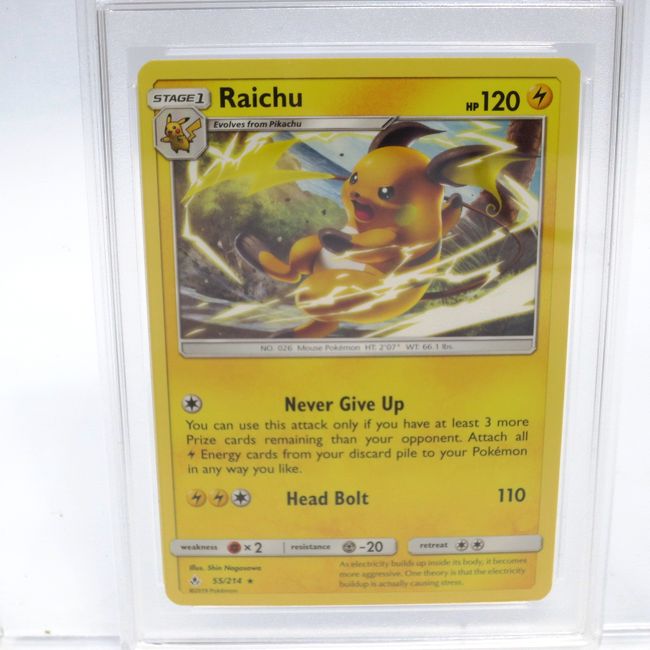 STAGE 1 Raichu HP 120
Evolves from Pikachu
NO. 026 Mouse Pokémon HT: 2'07" WT: 66.1 lbs.
Never Give Up
You can use this attack only if you have at least 3 more
Prize cards remaining than your opponent. Attach all
Energy cards from your discard pile to your Pokémon
in any way you like.
Head Bolt 110
weakness ×2 resistance -20 retreat
Illus. Shin Nagasawa
55/214 ★
©2019 Pokémon
As electricity builds up inside its body, it becomes
more aggressive. One theory is that the electricity
buildup is actually causing stress.